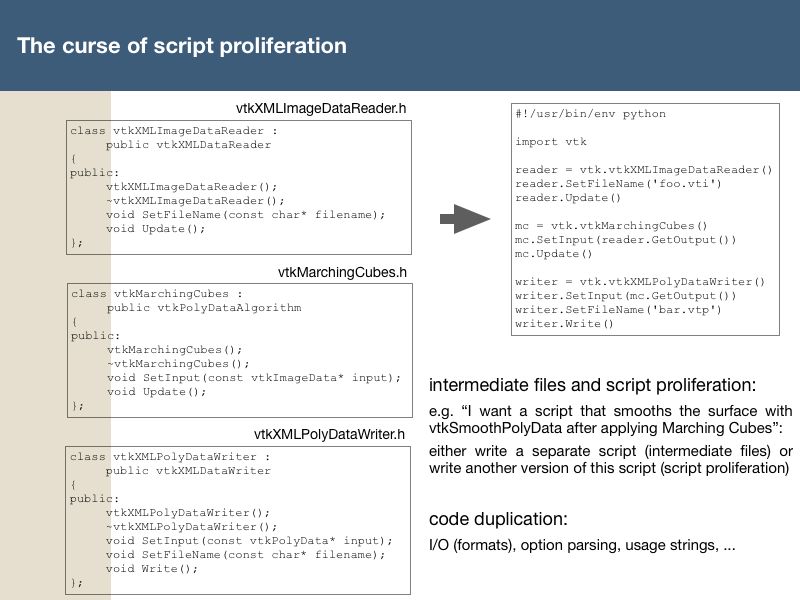 The curse of script proliferation
vtkXMLImageDataReader.h
class vtkXMLImageDataReader :
public vtkXMLDataReader
{
public:
vtkXMLImageDataReader();
~vtkXMLImageDataReader();
void SetFileName(const char* filename);
void Update();
};
vtkMarchingCubes.h
class vtkMarchingCubes :
public vtkPolyDataAlgorithm
{
public:
vtkMarchingCubes();
~vtkMarchingCubes();
void SetInput(const vtkImageData* input);
void Update();
};
vtkXMLPolyDataWriter.h
class vtkXMLPolyDataWriter :
public vtkXMLDataWriter
{
public:
vtkXMLPolyDataWriter();
~vtkXMLPolyDataWriter();
void SetInput(const vtkPolyData* input);
void SetFileName(const char* filename);
void Write();
};
#!/usr/bin/env python
import vtk
reader = vtk.vtkXMLImageDataReader()
reader.SetFileName('foo.vti')
reader.Update()
mc = vtk.vtkMarchingCubes()
mc.SetInput(reader.GetOutput())
mc.Update()
writer = vtk.vtkXMLPolyDataWriter()
writer.SetInput(mc.GetOutput())
writer.SetFileName('bar.vtp')
writer.Write()
intermediate files and script proliferation:
e.g. “I want a script that smooths the surface with
vtkSmoothPolyData after applying Marching Cubes”:
either write a separate script (intermediate files) or
write another version of this script (script proliferation)
code duplication:
I/O (formats), option parsing, usage strings, ...